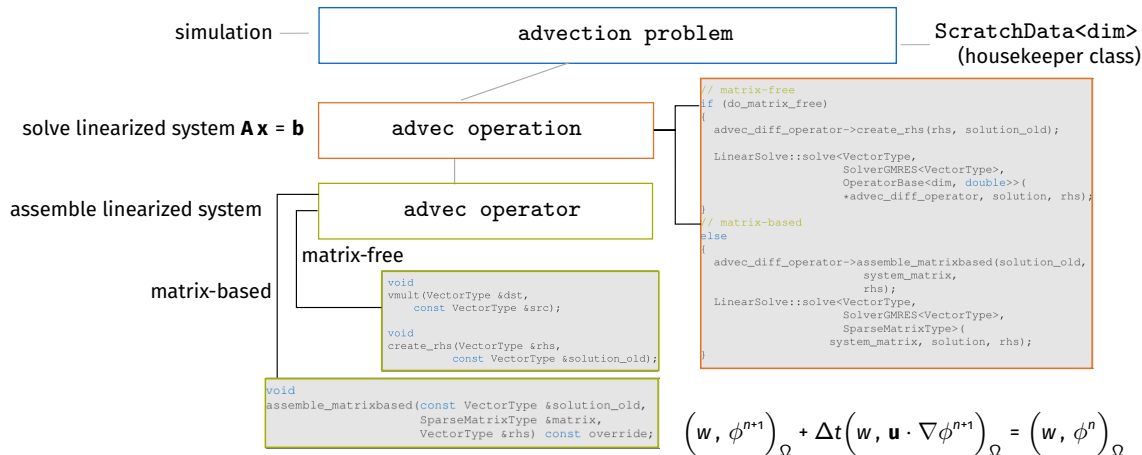 simulation
advection problem
ScratchData<dim>
(housekeeper class)
solve linearized system A x = b
advec operation
// matrix-free
if (do_matrix_free)
{
advec_diff_operator->create_rhs(rhs, solution_old);
LinearSolve::solve<VectorType,
SolverGMRES<VectorType>,
OperatorBase<dim, double>>(
*advec_diff_operator, solution, rhs);
}
// matrix-based
else
{
advec_diff_operator->assemble_matrixbased(solution_old,
system_matrix,
rhs);
LinearSolve::solve<VectorType,
SolverGMRES<VectorType>,
SparseMatrixType>(
system_matrix, solution, rhs);
}
assemble linearized system
advec operator
matrix-free
matrix-based
void
vmult(VectorType &dst,
const VectorType &src);
void
create_rhs(VectorType &rhs,
const VectorType &solution_old);
void
assemble_matrixbased(const VectorType &solution_old,
SparseMatrixType &matrix,
VectorType &rhs) const override;
(w, ϕⁿ⁺¹)_Ω + Δt(w, u · ∇ϕⁿ⁺¹)_Ω = (w, ϕⁿ)_Ω